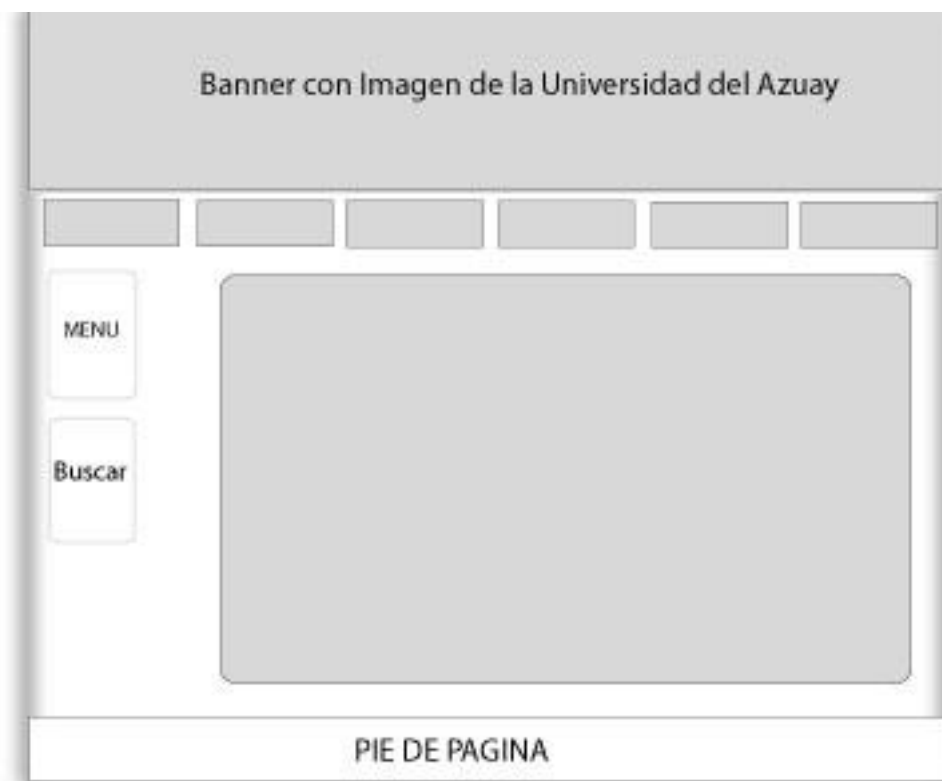 Banner con Imagen de la Universidad del Azuay
MENU
Buscar
PIE DE PAGINA